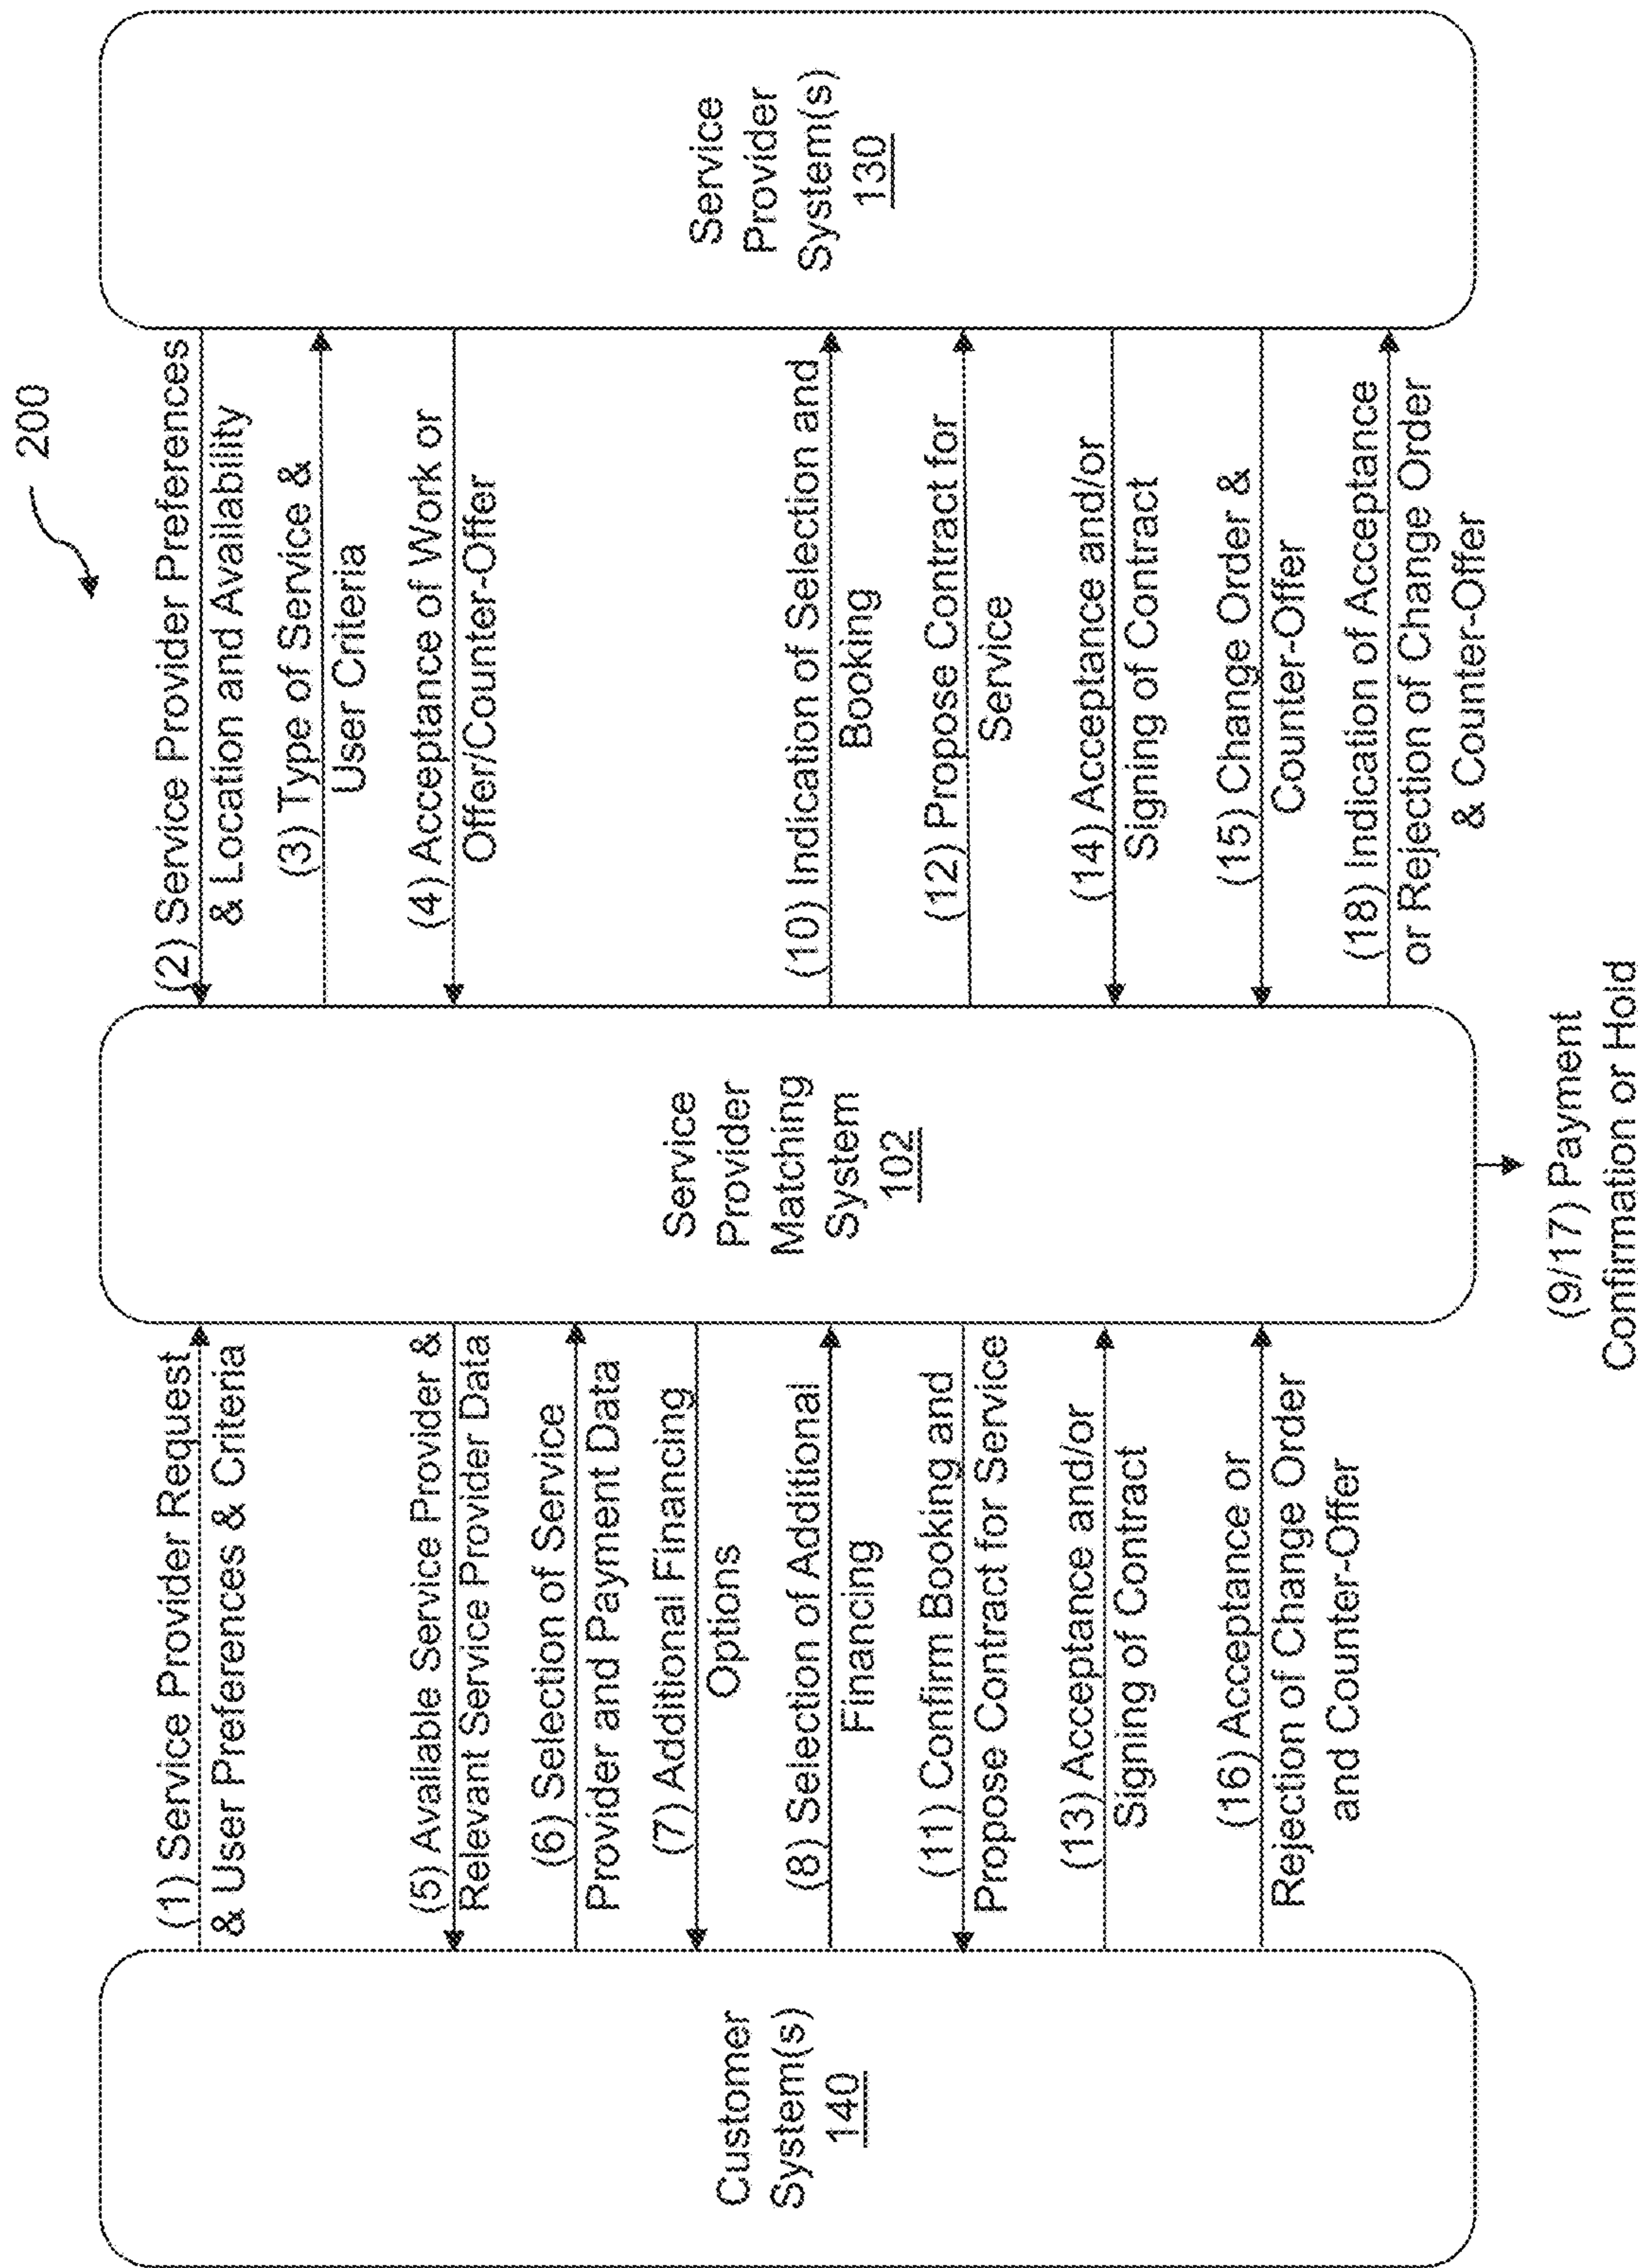 200
Customer
System(s)
140
(1) Service Provider Request
& User Preferences & Criteria
(5) Available Service Provider &
Relevant Service Provider Data
(6) Selection of Service
Provider and Payment Data
(7) Additional Financing
Options
(8) Selection of Additional
Financing
(11) Confirm Booking and
Propose Contract for Service
(13) Acceptance and/or
Signing of Contract
(16) Acceptance or
Rejection of Change Order
and Counter-Offer
Service
Provider
Matching
System
102
(9/17) Payment
Confirmation or Hold
(2) Service Provider Preferences
& Location and Availability
(3) Type of Service &
User Criteria
(4) Acceptance of Work or
Offer/Counter-Offer
(10) Indication of Selection and
Booking
(12) Propose Contract for
Service
(14) Acceptance and/or
Signing of Contract
(15) Change Order &
Counter-Offer
(18) Indication of Acceptance
or Rejection of Change Order
& Counter-Offer
Service
Provider
System(s)
130